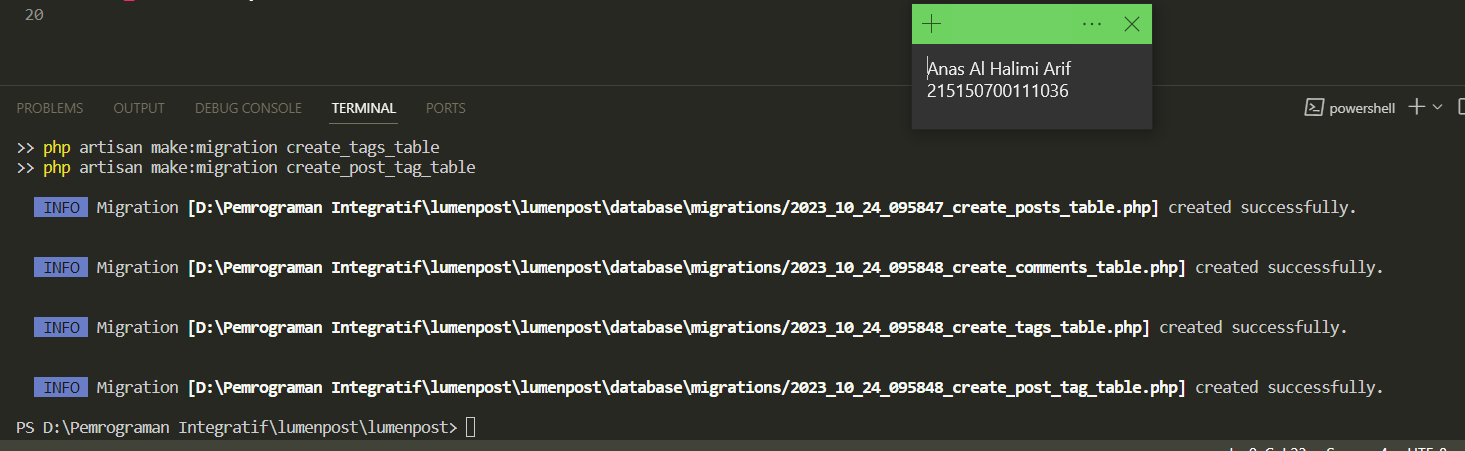 20
Anas Al Halimi Arif
215150700111036
PROBLEMS OUTPUT DEBUG CONSOLE TERMINAL PORTS powershell
>> php artisan make:migration create_tags_table
>> php artisan make:migration create_post_tag_table
INFO Migration [D:\Pemrograman Integratif\lumenpost\lumenpost\database\migrations/2023_10_24_095847_create_posts_table.php] created successfully.
INFO Migration [D:\Pemrograman Integratif\lumenpost\lumenpost\database\migrations/2023_10_24_095848_create_comments_table.php] created successfully.
INFO Migration [D:\Pemrograman Integratif\lumenpost\lumenpost\database\migrations/2023_10_24_095848_create_tags_table.php] created successfully.
INFO Migration [D:\Pemrograman Integratif\lumenpost\lumenpost\database\migrations/2023_10_24_095848_create_post_tag_table.php] created successfully.
PS D:\Pemrograman Integratif\lumenpost\lumenpost>